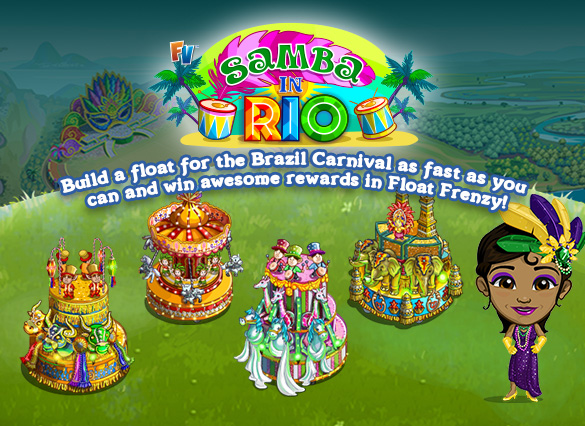 FV
SAMBA
IN
RIO
Build a float for the Brazil Carnival as fast as you
can and win awesome rewards in Float Frenzy!